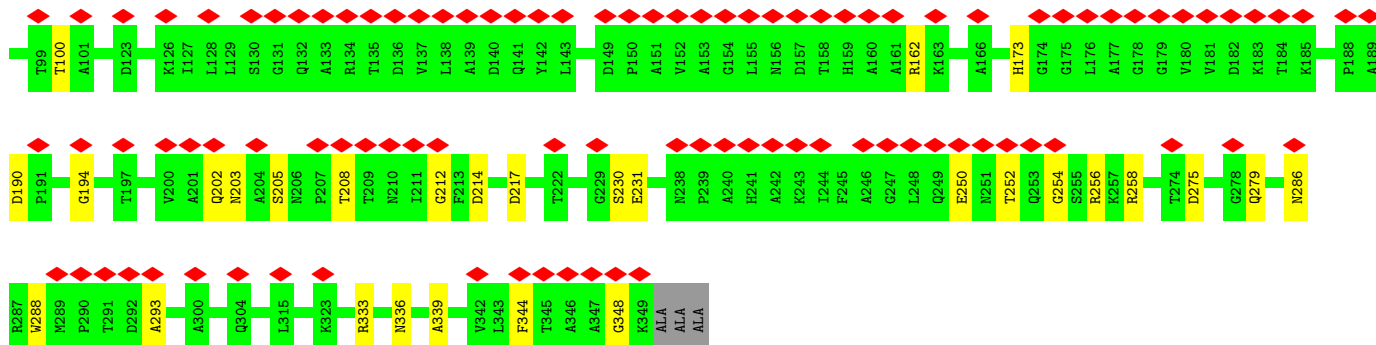 T99 T100 A101 D123 K126 I127 L128 L129 S130 G131 Q132 A133 R134 T135 D136 V137 L138 A139 D140 Q141 Y142 L143 D149 P150 A151 V152 A153 G154 L155 N156 D157 T158 H159 A160 A161 R162 K163 A166 H173 G174 G175 L176 A177 G178 G179 V180 V181 D182 K183 T184 K185 P188 A189
D190 P191 G194 T197 V200 A201 Q202 N203 A204 S205 N206 P207 T208 T209 N210 I211 G212 F213 D214 D217 T222 G229 S230 E231 N238 P239 A240 H241 A242 K243 I244 F245 A246 G247 L248 Q249 E250 N251 T252 Q253 G254 S255 R256 K257 R258 T274 D275 G278 Q279 N286
R287 W288 M289 P290 T291 D292 A293 A300 Q304 L315 K323 R333 N336 A339 V342 L343 F344 T345 A346 A347 G348 K349 ALA ALA ALA